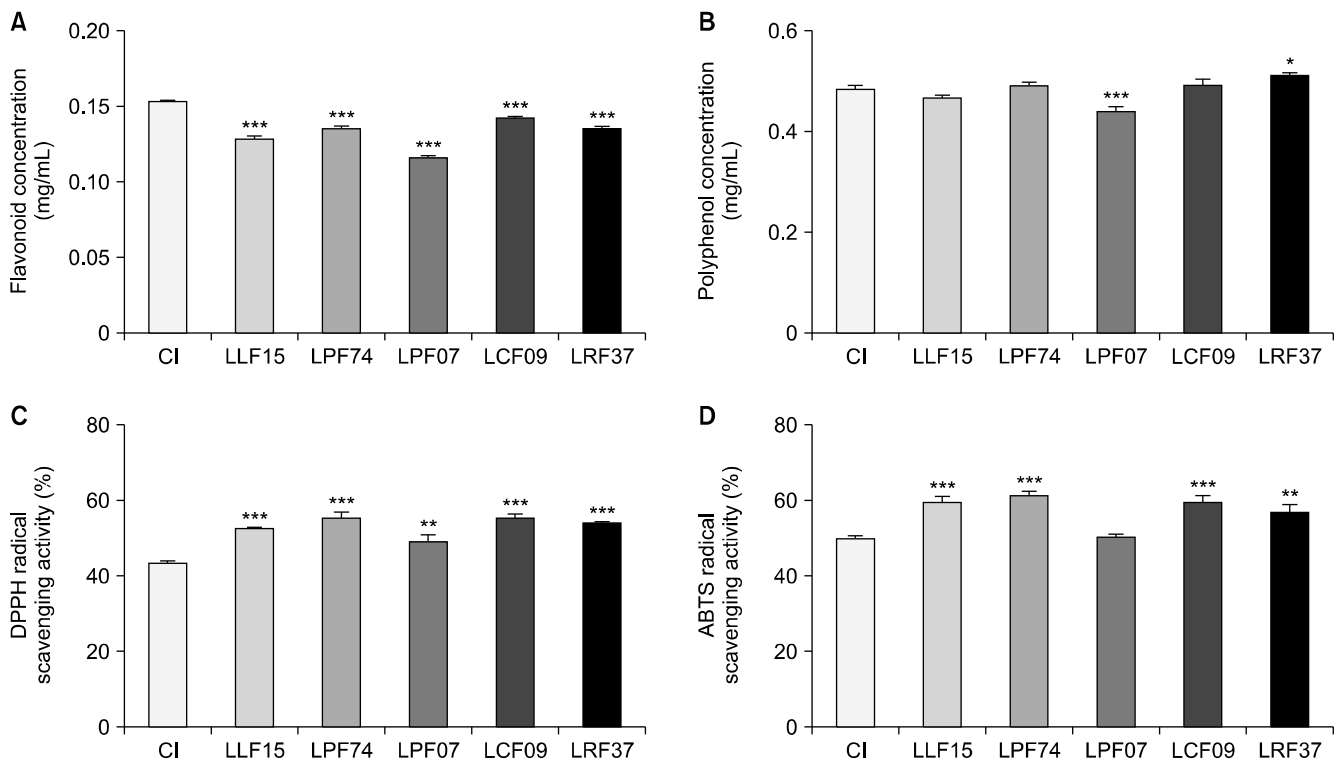 A
Flavonoid concentration
(mg/mL)
0.20
0.15
0.10
0.05
0
***
***
***
***
***
CI LLF15 LPF74 LPF07 LCF09 LRF37
B
Polyphenol concentration
(mg/mL)
0.6
0.4
0.2
0
***
*
CI LLF15 LPF74 LPF07 LCF09 LRF37
C
DPPH radical
scavenging activity (%)
80
60
40
20
0
***
***
**
***
***
CI LLF15 LPF74 LPF07 LCF09 LRF37
D
ABTS radical
scavenging activity (%)
80
60
40
20
0
***
***
***
**
CI LLF15 LPF74 LPF07 LCF09 LRF37